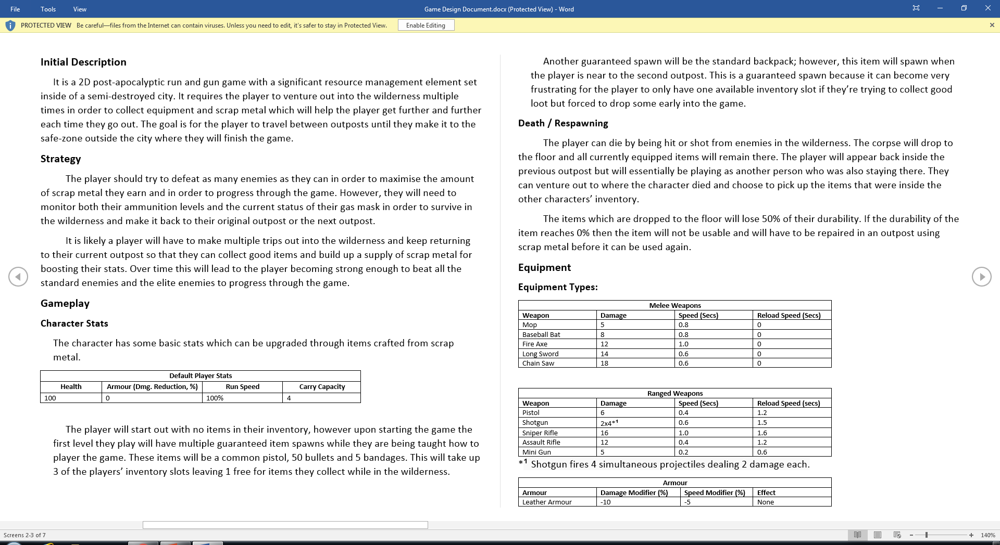 File Tools View Game Design Document.docx (Protected View) - Word
PROTECTED VIEW Be careful—files from the Internet can contain viruses. Unless you need to edit, it's safer to stay in Protected View. Enable Editing
Initial Description
It is a 2D post-apocalyptic run and gun game with a significant resource management element set
inside of a semi-destroyed city. It requires the player to venture out into the wilderness multiple
times in order to collect equipment and scrap metal which will help the player get further and further
each time they go out. The goal is for the player to travel between outposts until they make it to the
safe-zone outside the city where they will finish the game.
Strategy
The player should try to defeat as many enemies as they can in order to maximise the amount
of scrap metal they earn and in order to progress through the game. However, they will need to
monitor both their ammunition levels and the current status of their gas mask in order to survive in
the wilderness and make it back to their original outpost or the next outpost.
It is likely a player will have to make multiple trips out into the wilderness and keep returning
to their current outpost so that they can collect good items and build up a supply of scrap metal for
boosting their stats. Over time this will lead to the player becoming strong enough to beat all the
standard enemies and the elite enemies to progress through the game.
Gameplay
Character Stats
The character has some basic stats which can be upgraded through items crafted from scrap
metal.
Default Player Stats
Health Armour (Dmg. Reduction, %) Run Speed Carry Capacity
100 0 100% 4
The player will start out with no items in their inventory, however upon starting the game the
first level they play will have multiple guaranteed item spawns while they are being taught how to
player the game. These items will be a common pistol, 50 bullets and 5 bandages. This will take up
3 of the players’ inventory slots leaving 1 free for items they collect while in the wilderness.
Another guaranteed spawn will be the standard backpack; however, this item will spawn when
the player is near to the second outpost. This is a guaranteed spawn because it can become very
frustrating for the player to only have one available inventory slot if they’re trying to collect good
loot but forced to drop some early into the game.
Death / Respawning
The player can die by being hit or shot from enemies in the wilderness. The corpse will drop to
the floor and all currently equipped items will remain there. The player will appear back inside the
previous outpost but will essentially be playing as another person who was also staying there. They
can venture out to where the character died and choose to pick up the items that were inside the
other characters’ inventory.
The items which are dropped to the floor will lose 50% of their durability. If the durability of the
item reaches 0% then the item will not be usable and will have to be repaired in an outpost using
scrap metal before it can be used again.
Equipment
Equipment Types:
Melee Weapons
Weapon Damage Speed (Secs) Reload Speed (Secs)
Mop 5 0.8 0
Baseball Bat 8 0.8 0
Fire Axe 12 1.0 0
Long Sword 14 0.6 0
Chain Saw 18 0.6 0
Ranged Weapons
Weapon Damage Speed (Secs) Reload Speed (secs)
Pistol 6 0.4 1.2
Shotgun 2x4*¹ 0.6 1.5
Sniper Rifle 16 1.0 1.6
Assault Rifle 12 0.4 1.2
Mini Gun 5 0.2 0.6
*¹ Shotgun fires 4 simultaneous projectiles dealing 2 damage each.
Armour
Armour Damage Modifier (%) Speed Modifier (%) Effect
Leather Armour -10 -5 None
Screens 2-3 of 7 140%